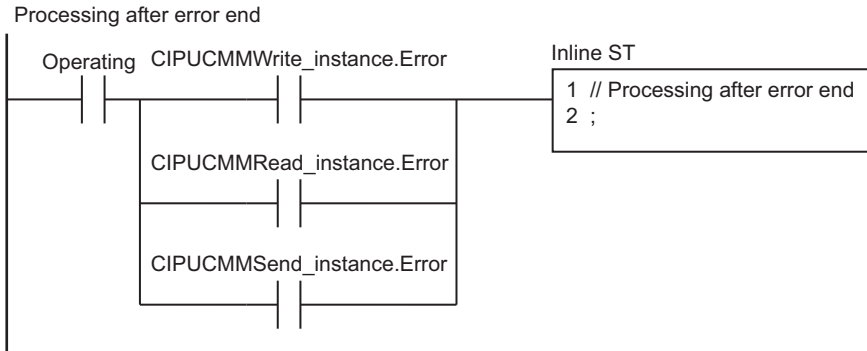 Processing after error end
Operating
CIPUCMMWrite_instance.Error
Inline ST
1 // Processing after error end
2 ;
CIPUCMMRead_instance.Error
CIPUCMMSend_instance.Error